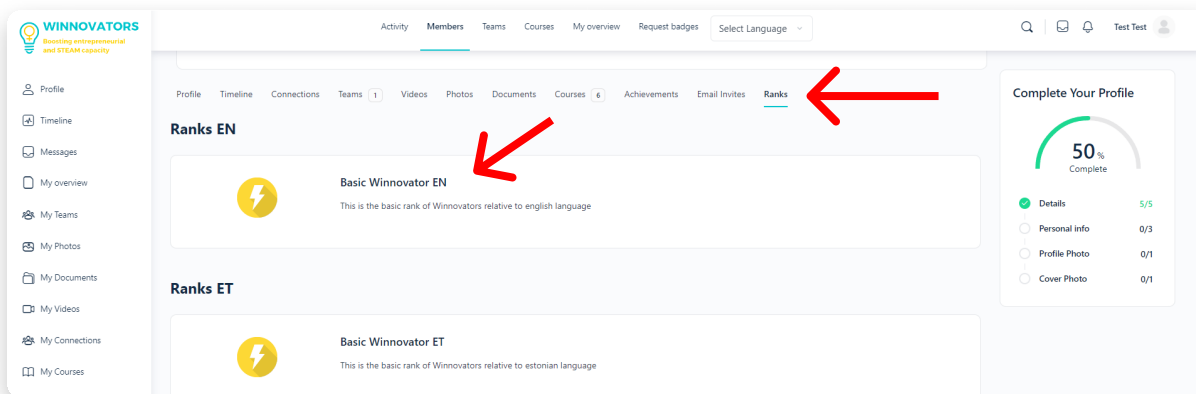 WINNOVATORS
Boosting entrepreneurial
and STEAM capacity
Activity Members Teams Courses My overview Request badges Select Language
Test Test
Profile
Timeline
Messages
My overview
My Teams
My Photos
My Documents
My Videos
My Connections
My Courses
Profile Timeline Connections Teams 1 Videos Photos Documents Courses 6 Achievements Email Invites Ranks
Ranks EN
Basic Winnovator EN
This is the basic rank of Winnovators relative to english language
Ranks ET
Basic Winnovator ET
This is the basic rank of Winnovators relative to estonian language
Complete Your Profile
50 %
Complete
Details 5/5
Personal info 0/3
Profile Photo 0/1
Cover Photo 0/1